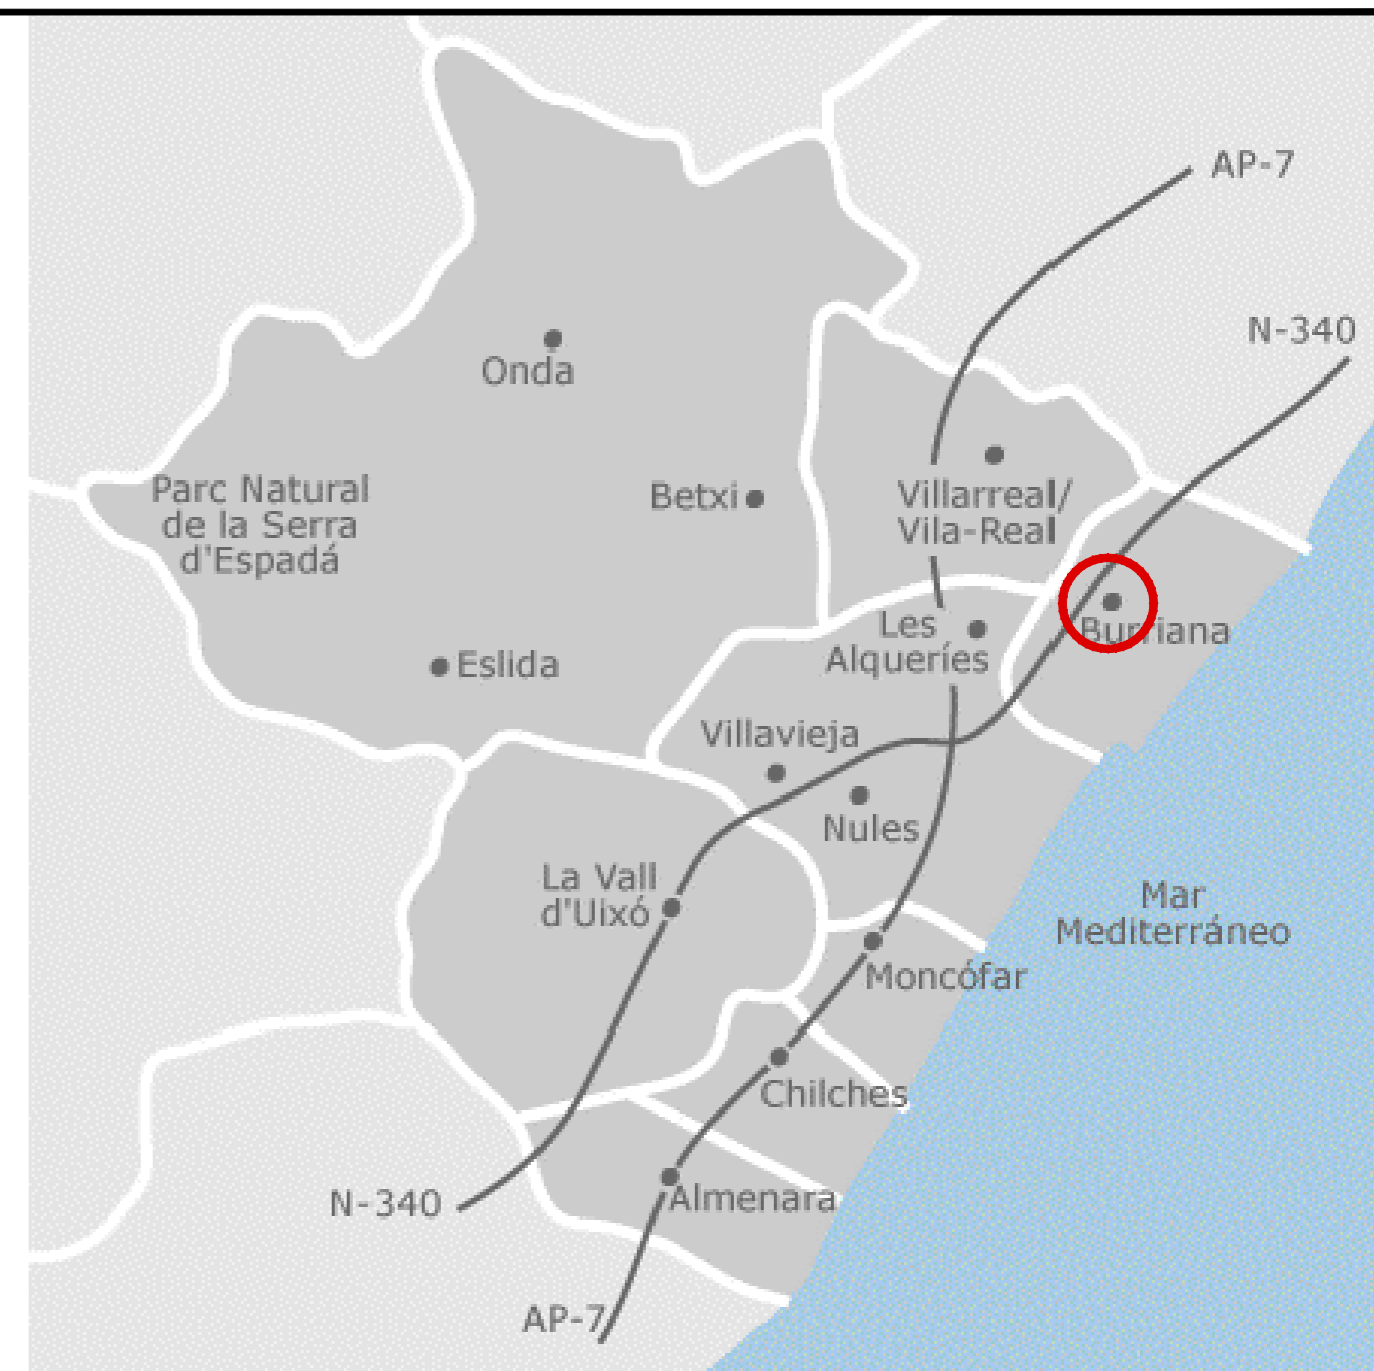 AP-7
N-340
Onda
Betxi
Villarreal/
Vila-Real
Parc Natural
de la Serra
d'Espadá
Les
Alqueríes
Burriana
Eslida
Villavieja
Nules
La Vall
d'Uixó
Mar
Mediterráneo
Moncófar
Chilches
N-340
Almenara
AP-7